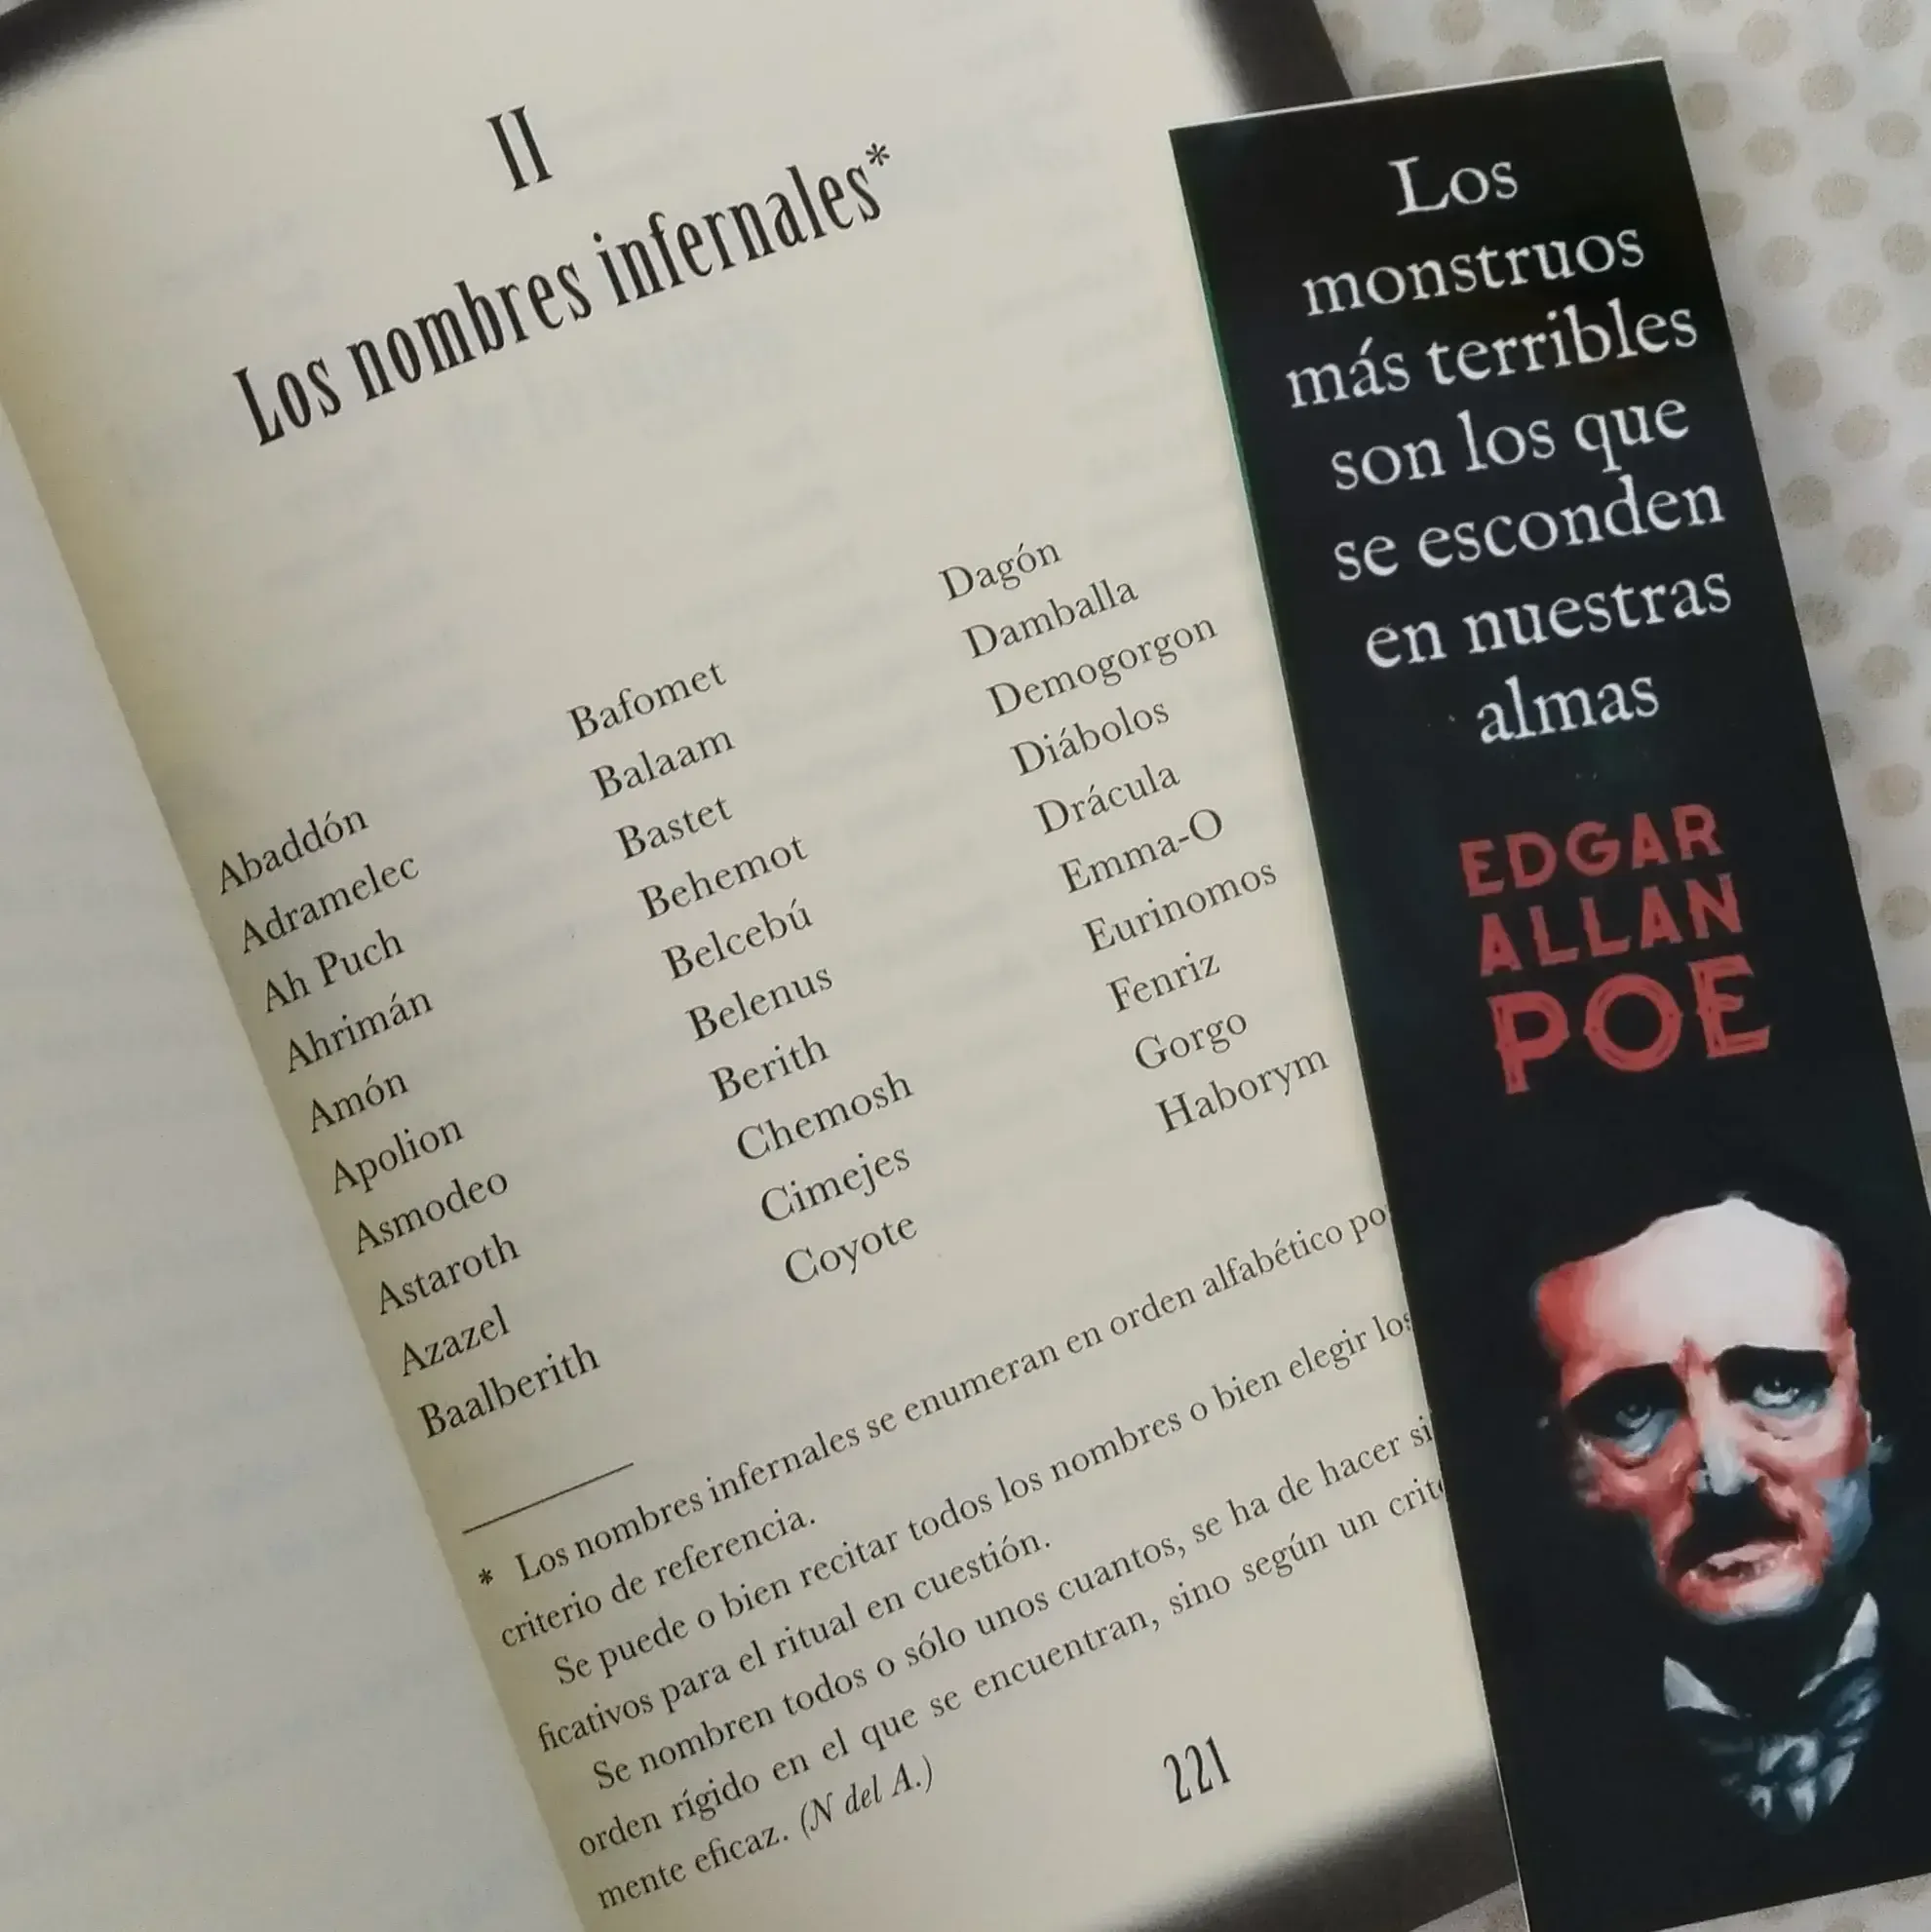 II
Los nombres infernales*
Abaddón
Adramelec
Ah Puch
Ahrimán
Amón
Apolion
Asmodeo
Astaroth
Azazel
Baalberith
Bafomet
Balaam
Bastet
Behemot
Belcebú
Belenus
Berith
Chemosh
Cimejes
Coyote
Dagón
Damballa
Demogorgon
Diábolos
Drácula
Emma-O
Eurinomos
Fenriz
Gorgo
Haborym
* Los nombres infernales se enumeran en orden alfabético
criterio de referencia.
Se puede o bien recitar todos los nombres o bien elegir los
ficativos para el ritual en cuestión.
Se nombren todos o sólo unos cuantos, se ha de hacer
orden rígido en el que se encuentran, sino según un
mente eficaz. (N del A.)
221
Los
monstruos
más terribles
son los que
se esconden
en nuestras
almas
EDGAR
ALLAN
POE